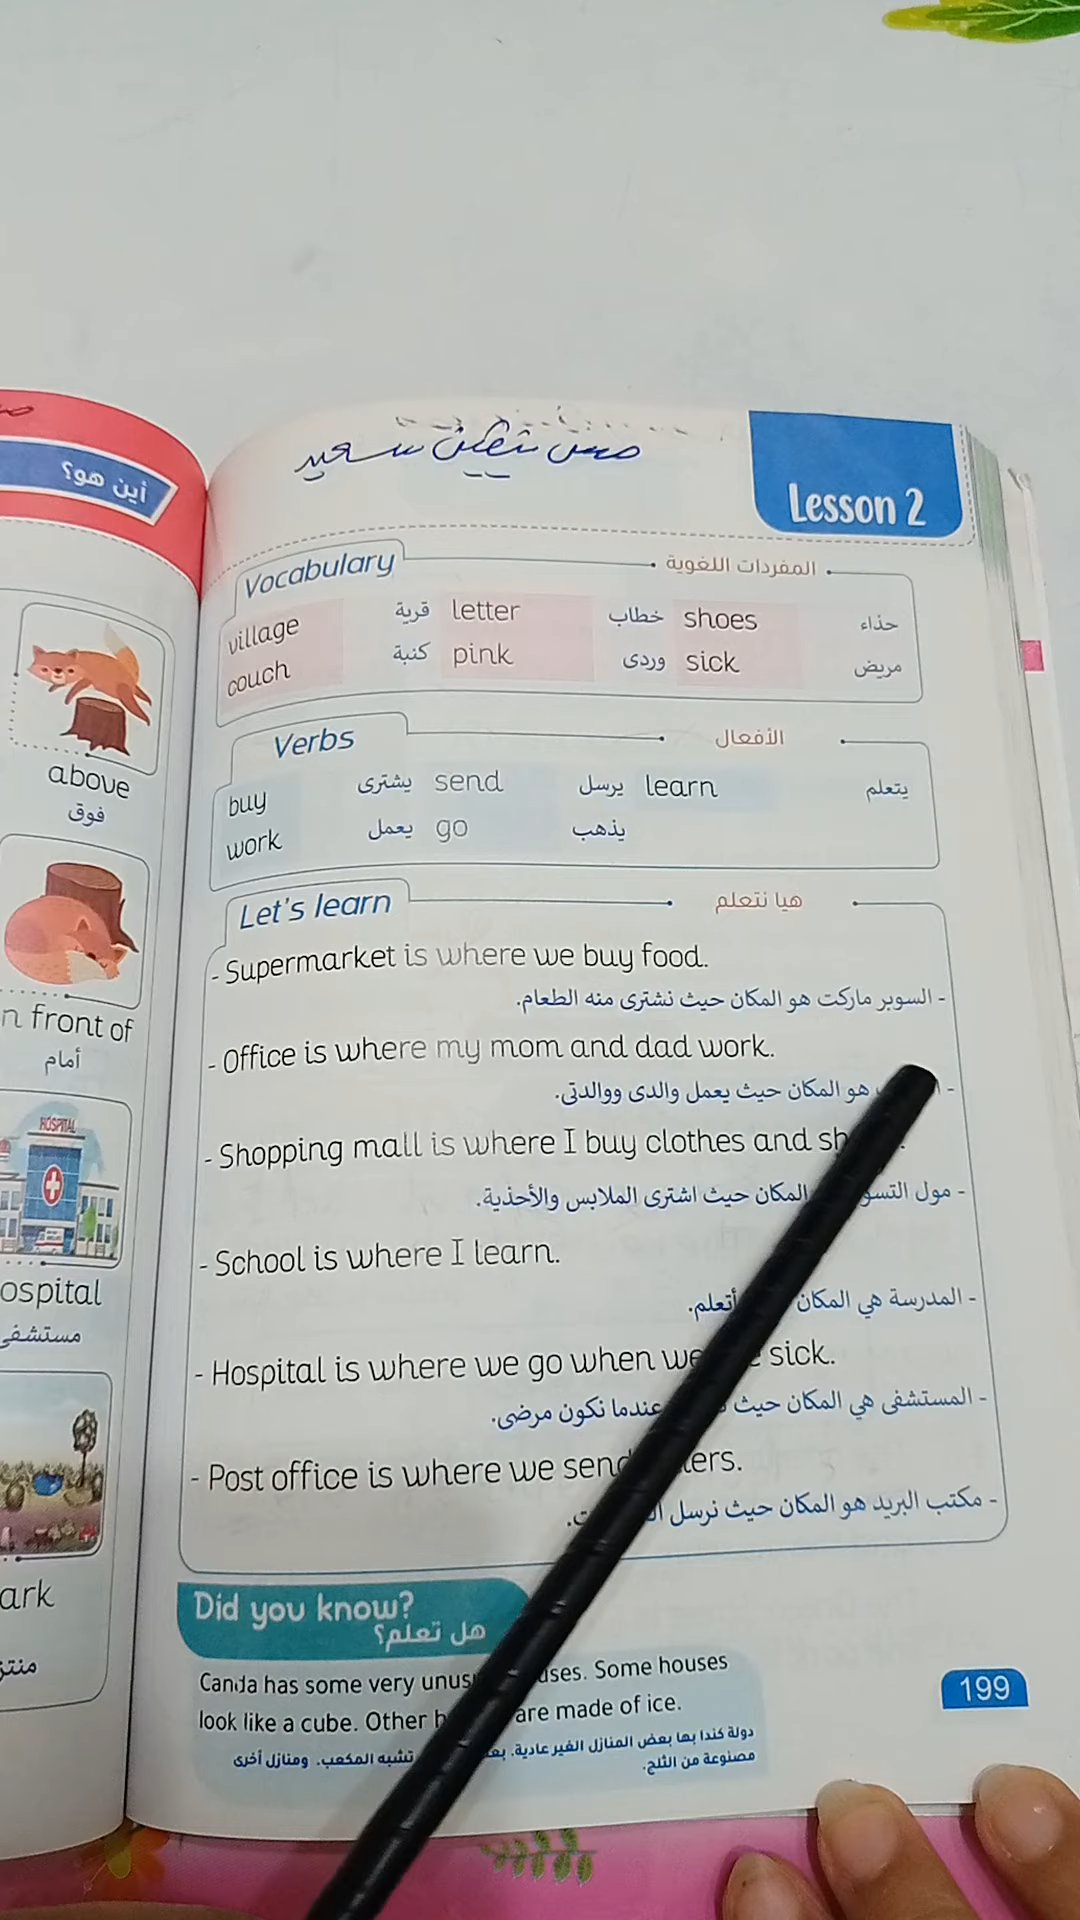 أين هو؟
above
فوق
n front of
أمام
HOSPITAL
ospital
مستشفى
ark
Lesson 2
Vocabulary
المفردات اللغوية
village قرية letter خطاب shoes حذاء
couch كنبة pink وردى sick مريض
Verbs
الأفعال
buy يشترى send يرسل learn يتعلم
work يعمل go يذهب
Let's learn
هيا نتعلم
- Supermarket is where we buy food.
- السوبر ماركت هو المكان حيث نشترى منه الطعام.
- Office is where my mom and dad work.
- هو المكان حيث يعمل والدى ووالدتى.
- Shopping mall is where I buy clothes and
- مول المكان حيث اشترى الملابس والأحذية.
- School is where I learn.
- المدرسة هي المكان أتعلم.
- Hospital is where we go when we sick.
- المستشفى هي المكان حيث عندما نكون مرضى.
- Post office is where we send
- مكتب البريد هو المكان حيث نرسل
Did you know?
هل تعلم؟
Canda has some very Some houses
look like a cube. Other are made of ice.
دولة كندا بها بعض المنازل الغير عادية. تشبه المكعب. ومنازل أخرى
مصنوعة من الثلج.
199